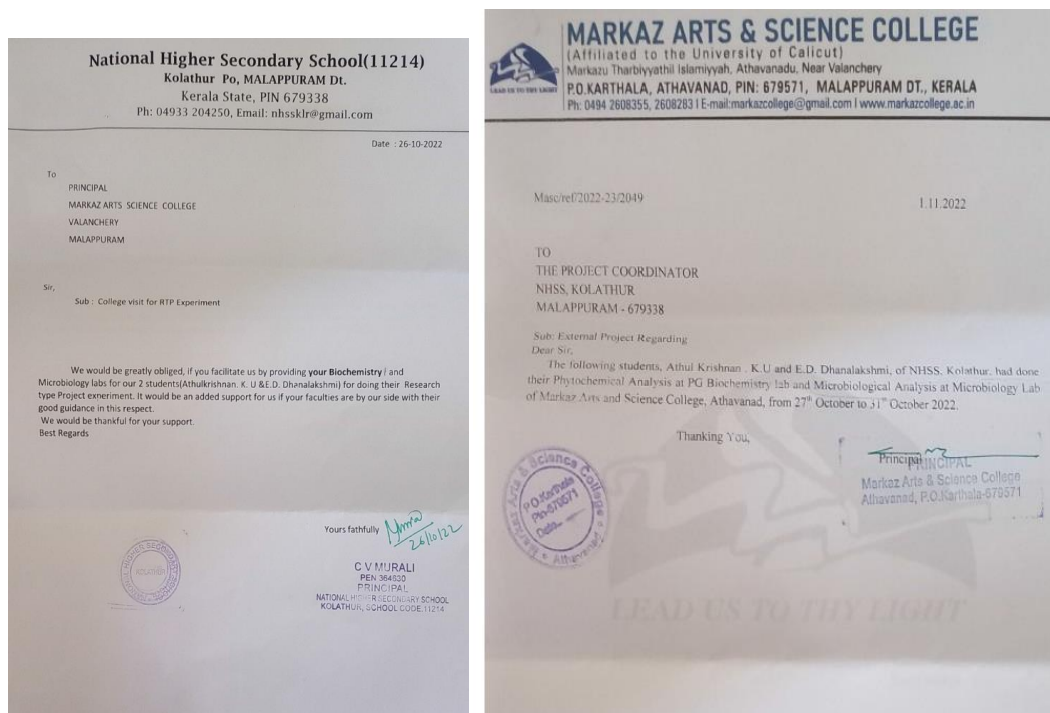 National Higher Secondary School(11214)
Kolathur Po, MALAPPURAM Dt.
Kerala State, PIN 679338
Ph: 04933 204250, Email: nhssklr@gmail.com
Date : 26-10-2022
To
PRINCIPAL
MARKAZ ARTS SCIENCE COLLEGE
VALANCHERY
MALAPPURAM
Sir,
Sub : College visit for RTP Experiment
We would be greatly obliged, if you facilitate us by providing your Biochemistry / and
Microbiology labs for our 2 students(Athulkrishnan. K. U &E.D. Dhanalakshmi) for doing their Research
type Project exneriment. It would be an added support for us if your faculties are by our side with their
good guidance in this respect.
We would be thankful for your support.
Best Regards
Yours fathfully
26/10/22
C V MURALI
PEN 364630
PRINCIPAL
NATIONAL HIGHER SECONDARY SCHOOL
KOLATHUR, SCHOOL CODE.11214
MARKAZ ARTS & SCIENCE COLLEGE
(Affiliated to the University of Calicut)
Markazu Tharbiyyathil Islamiyyah, Athavanadu, Near Valanchery
P.O.KARTHALA, ATHAVANAD, PIN: 679571, MALAPPURAM DT., KERALA
Ph: 0494 2608355, 2608283 I E-mail:markazcollege@gmail.com I www.markazcollege.ac.in
LEAD US TO THY LIGHT
Masc/ref/2022-23/2049
1.11.2022
TO
THE PROJECT COORDINATOR
NHSS, KOLATHUR
MALAPPURAM - 679338
Sub: External Project Regarding
Dear Sir,
The following students, Athul Krishnan . K.U and E.D. Dhanalakshmi, of NHSS, Kolathur, had done
their Phytochemical Analysis at PG Biochemistry lab and Microbiological Analysis at Microbiology Lab
of Markaz Arts and Science College, Athavanad, from 27th October to 31st October 2022.
Thanking You,
Principal
PRINCIPAL
Markaz Arts & Science College
Athavanad, P.O.Karthala-679571
Markaz Arts & Science College
Athavanad
P.O.Karthala
Pin-679571
Date
LEAD US TO THY LIGHT